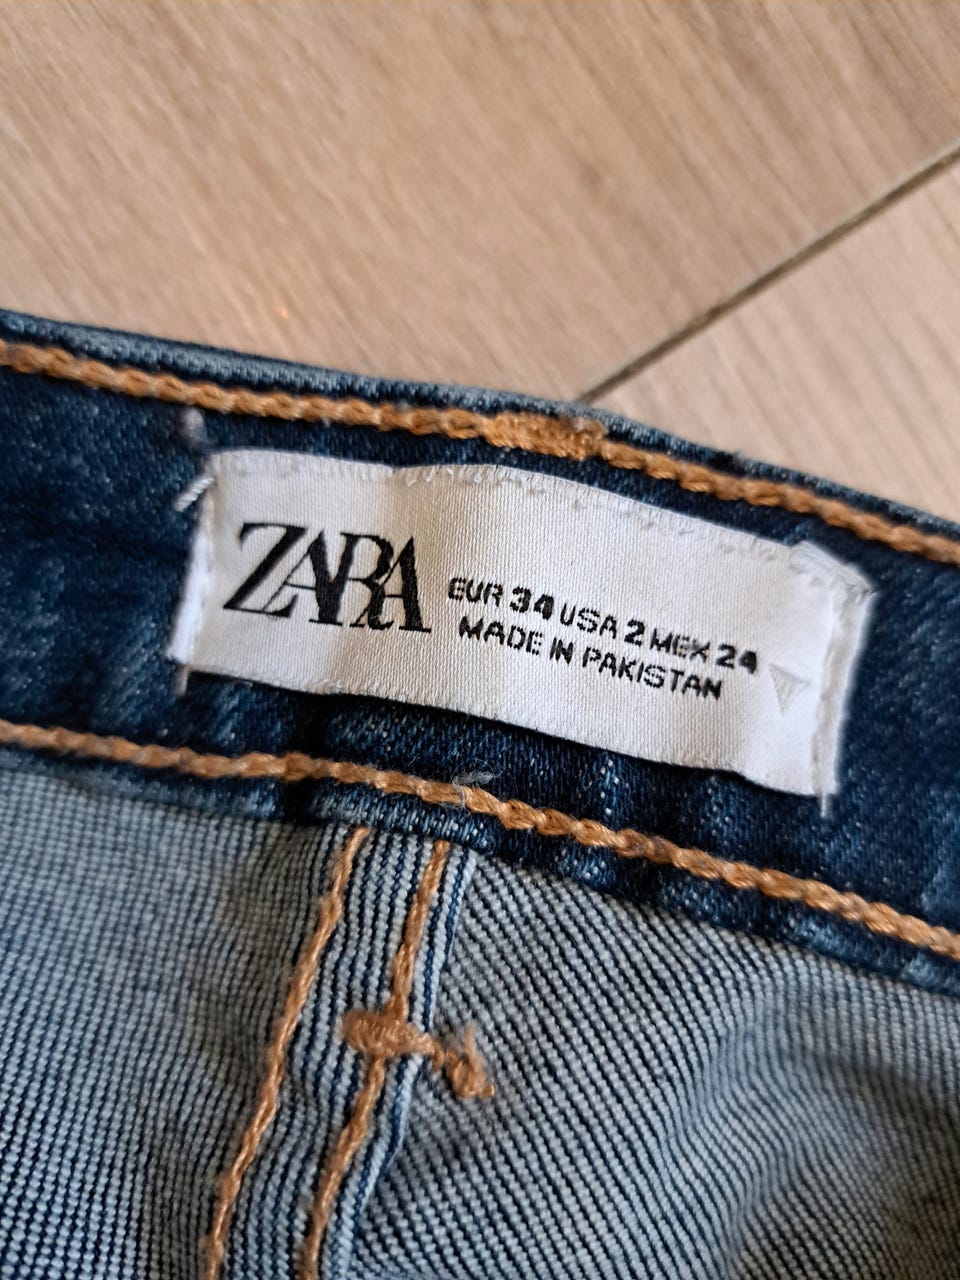 ZARA
EUR 34 USA 2 MEX 24
MADE IN PAKISTAN